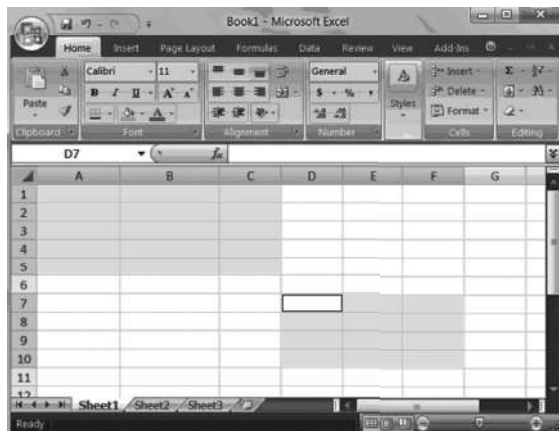 Book1 - Microsoft Excel
Home Insert Page Layout Formulas Data Review View Add-Ins
Calibri 11 General Insert
B I U A A $ % , Styles Delete
Paste A Format
Clipboard Font Alignment Number Cells Editing
D7 fx
A B C D E F G
1
2
3
4
5
6
7
8
9
10
11
12
Sheet1 Sheet2 Sheet3
Ready